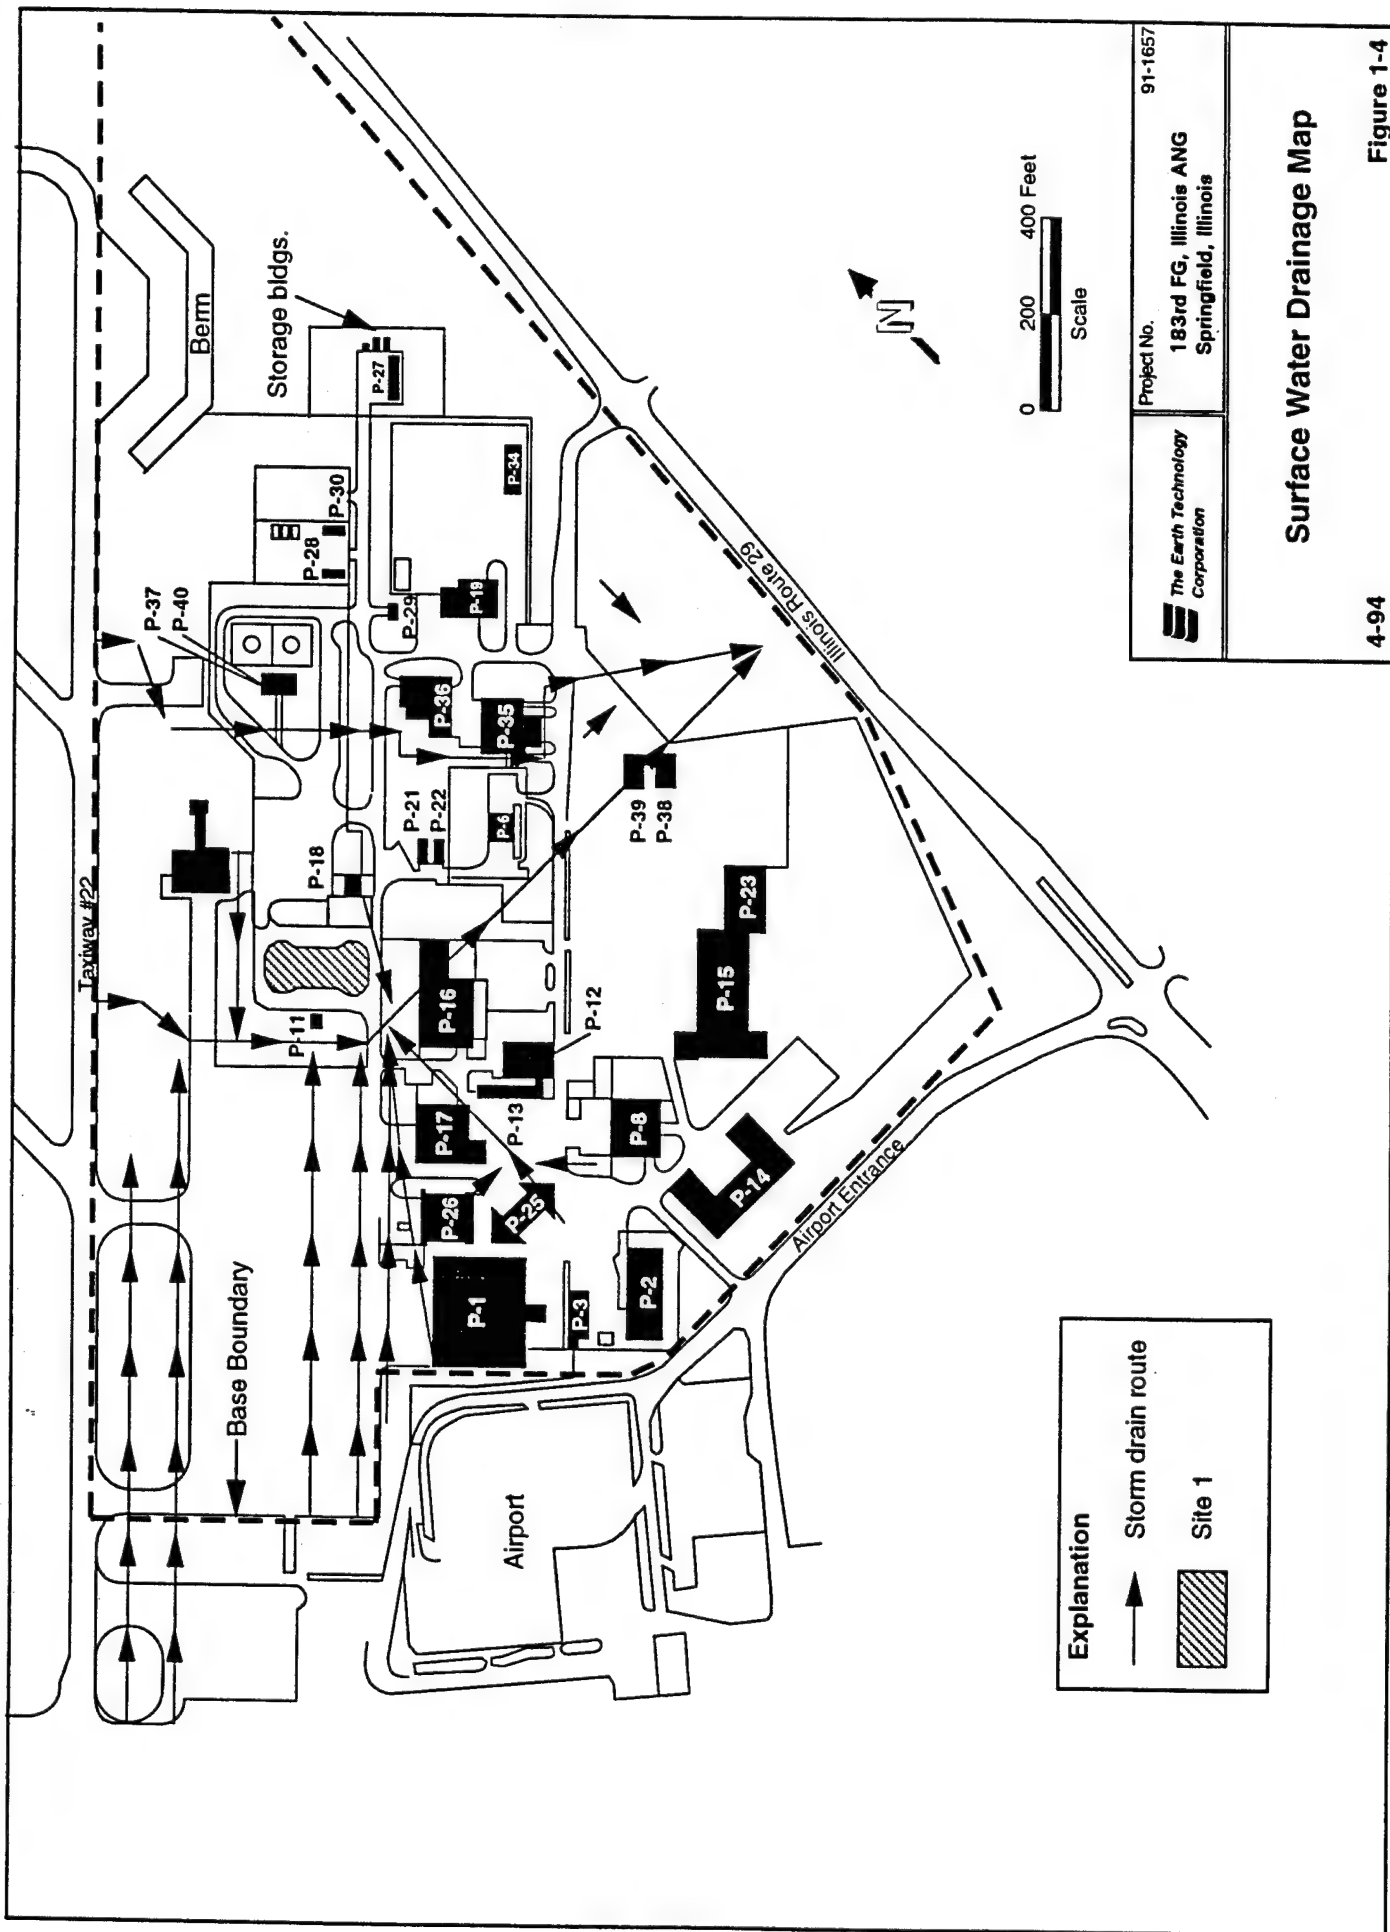 Taxiway #22
Berm
Storage bldgs.
P-27
P-30
P-28
P-34
P-37
P-40
P-29
P-19
P-36
P-35
P-21
P-22
P-6
P-18
P-39
P-38
P-23
P-15
P-16
P-11
P-12
P-13
P-17
P-8
P-14
P-26
P-25
P-1
P-3
P-2
Base Boundary
Airport
Airport Entrance
Illinois Route 29
N
0 200 400 Feet
Scale
Explanation
Storm drain route
Site 1
The Earth Technology
Corporation
Project No. 91-1657
183rd FG, Illinois ANG
Springfield, Illinois
Surface Water Drainage Map
4-94
Figure 1-4